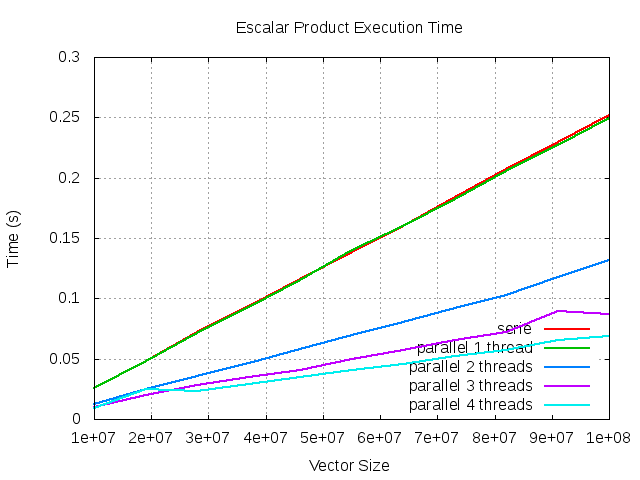 Escalar Product Execution Time
0.3
0.25
0.2
0.15
0.1
0.05
0
Time (s)
serie
parallel 1 thread
parallel 2 threads
parallel 3 threads
parallel 4 threads
1e+07 2e+07 3e+07 4e+07 5e+07 6e+07 7e+07 8e+07 9e+07 1e+08
Vector Size